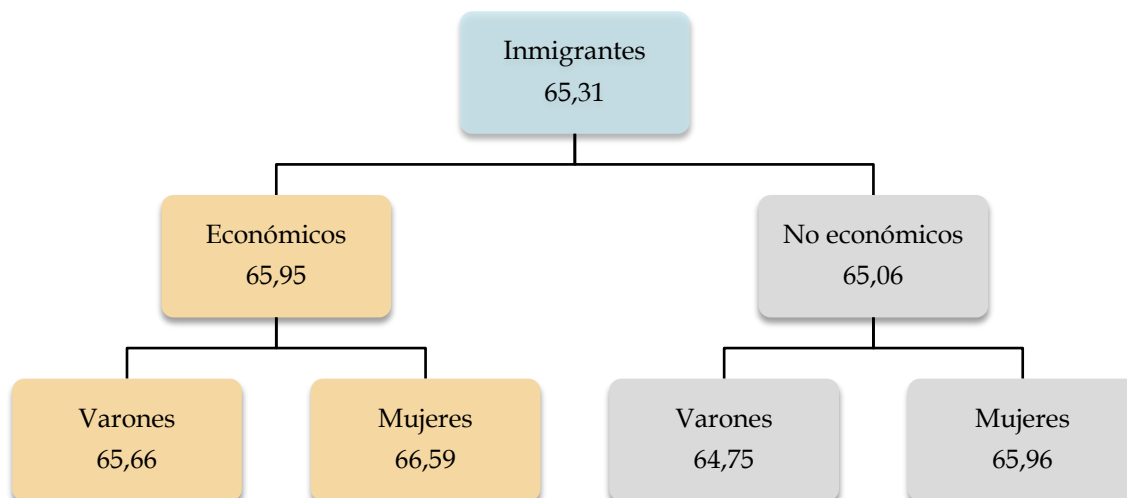 Inmigrantes
65,31
Económicos
65,95
No económicos
65,06
Varones
65,66
Mujeres
66,59
Varones
64,75
Mujeres
65,96